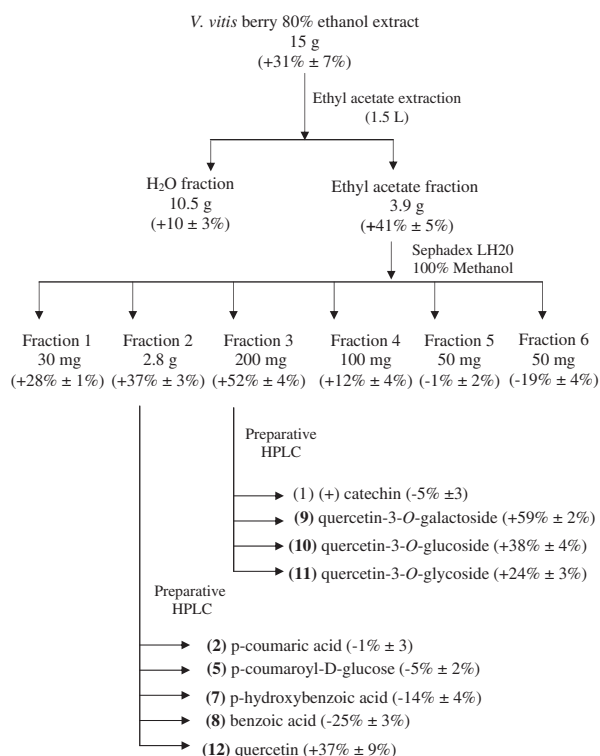 V. vitis berry 80% ethanol extract
15 g
(+31% ± 7%)
Ethyl acetate extraction
(1.5 L)
H₂O fraction
10.5 g
(+10 ± 3%)
Ethyl acetate fraction
3.9 g
(+41% ± 5%)
Sephadex LH20
100% Methanol
Fraction 1
30 mg
(+28% ± 1%)
Fraction 2
2.8 g
(+37% ± 3%)
Fraction 3
200 mg
(+52% ± 4%)
Fraction 4
100 mg
(+12% ± 4%)
Fraction 5
50 mg
(-1% ± 2%)
Fraction 6
50 mg
(-19% ± 4%)
Preparative
HPLC
(1) (+) catechin (-5% ±3)
(9) quercetin-3-O-galactoside (+59% ± 2%)
(10) quercetin-3-O-glucoside (+38% ± 4%)
(11) quercetin-3-O-glycoside (+24% ± 3%)
Preparative
HPLC
(2) p-coumaric acid (-1% ± 3)
(5) p-coumaroyl-D-glucose (-5% ± 2%)
(7) p-hydroxybenzoic acid (-14% ± 4%)
(8) benzoic acid (-25% ± 3%)
(12) quercetin (+37% ± 9%)